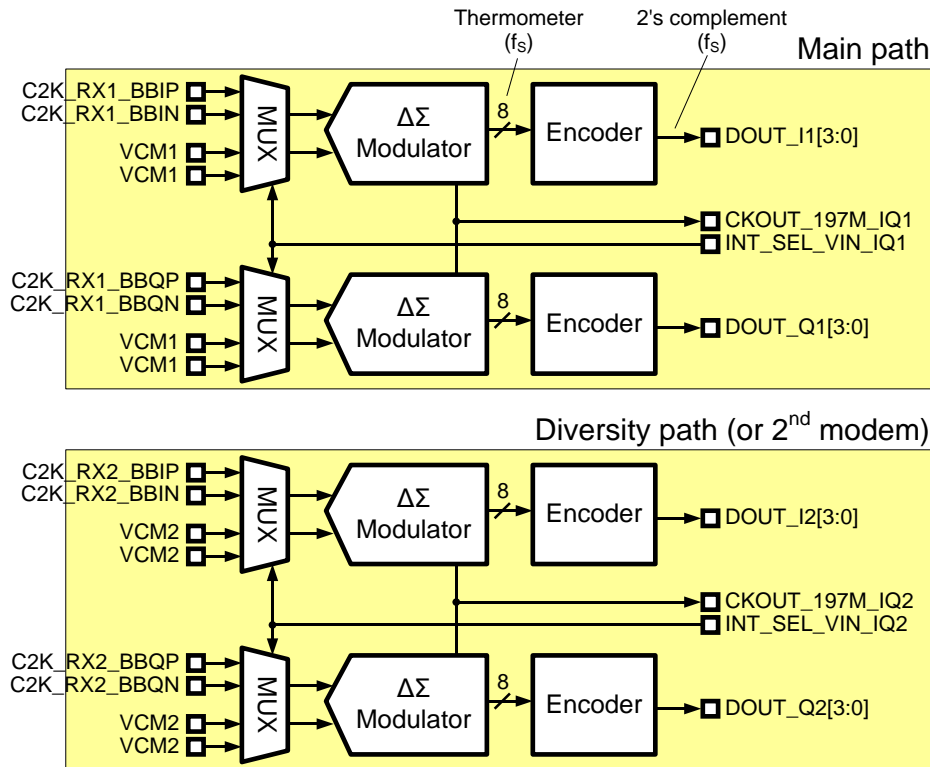 Thermometer
(fS)
2's complement
(fS)
Main path
C2K_RX1_BBIP
C2K_RX1_BBIN
VCM1
VCM1
MUX
ΔΣ
Modulator
8
Encoder
DOUT_I1[3:0]
CKOUT_197M_IQ1
INT_SEL_VIN_IQ1
C2K_RX1_BBQP
C2K_RX1_BBQN
VCM1
VCM1
MUX
ΔΣ
Modulator
8
Encoder
DOUT_Q1[3:0]
Diversity path (or 2nd modem)
C2K_RX2_BBIP
C2K_RX2_BBIN
VCM2
VCM2
MUX
ΔΣ
Modulator
8
Encoder
DOUT_I2[3:0]
CKOUT_197M_IQ2
INT_SEL_VIN_IQ2
C2K_RX2_BBQP
C2K_RX2_BBQN
VCM2
VCM2
MUX
ΔΣ
Modulator
8
Encoder
DOUT_Q2[3:0]